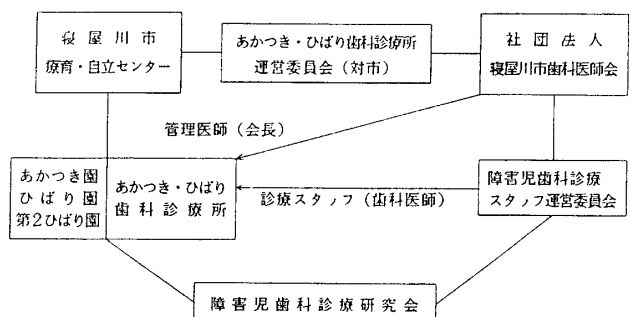 寝屋川市
療育・自立センター
あかつき・ひばり歯科診療所
運営委員会（対市）
社団法人
寝屋川市歯科医師会
管理医師（会長）
あかつき園
ひばり園
第2ひばり園
あかつき・ひばり
歯科診療所
診療スタッフ（歯科医師）
障害児歯科診療
スタッフ運営委員会
障害児歯科診療研究会